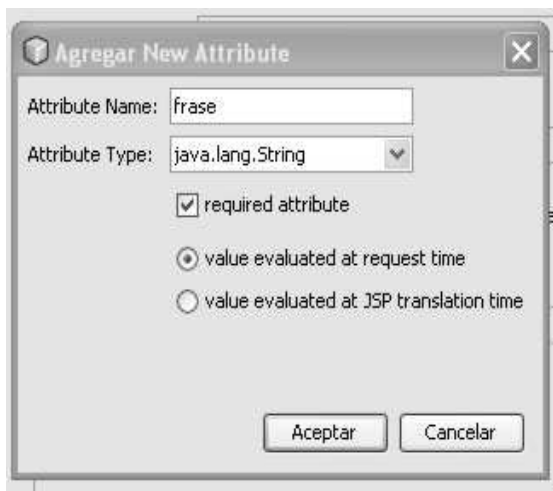 Agregar New Attribute
Attribute Name: frase
Attribute Type: java.lang.String
required attribute
value evaluated at request time
value evaluated at JSP translation time
Aceptar Cancelar